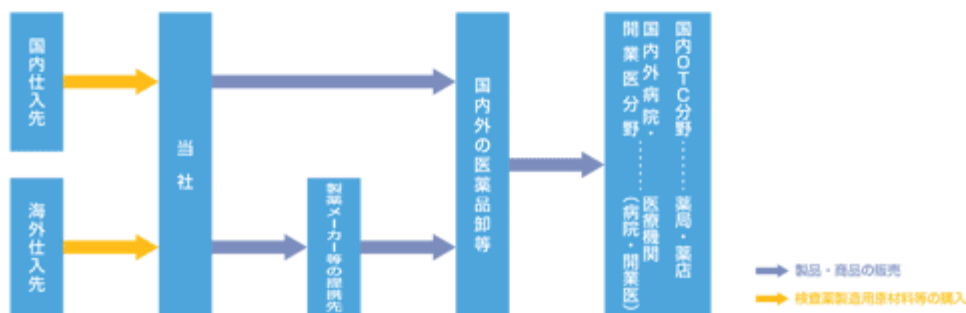 国内仕入先
海外仕入先
当社
製薬メーカー等の提携先
国内外の医薬品卸等
国内OTC分野……薬局・薬店
国内外病院・医療機関
開業医分野……(病院・開業医)
製品・商品の販売
検査薬製造用原材料等の購入